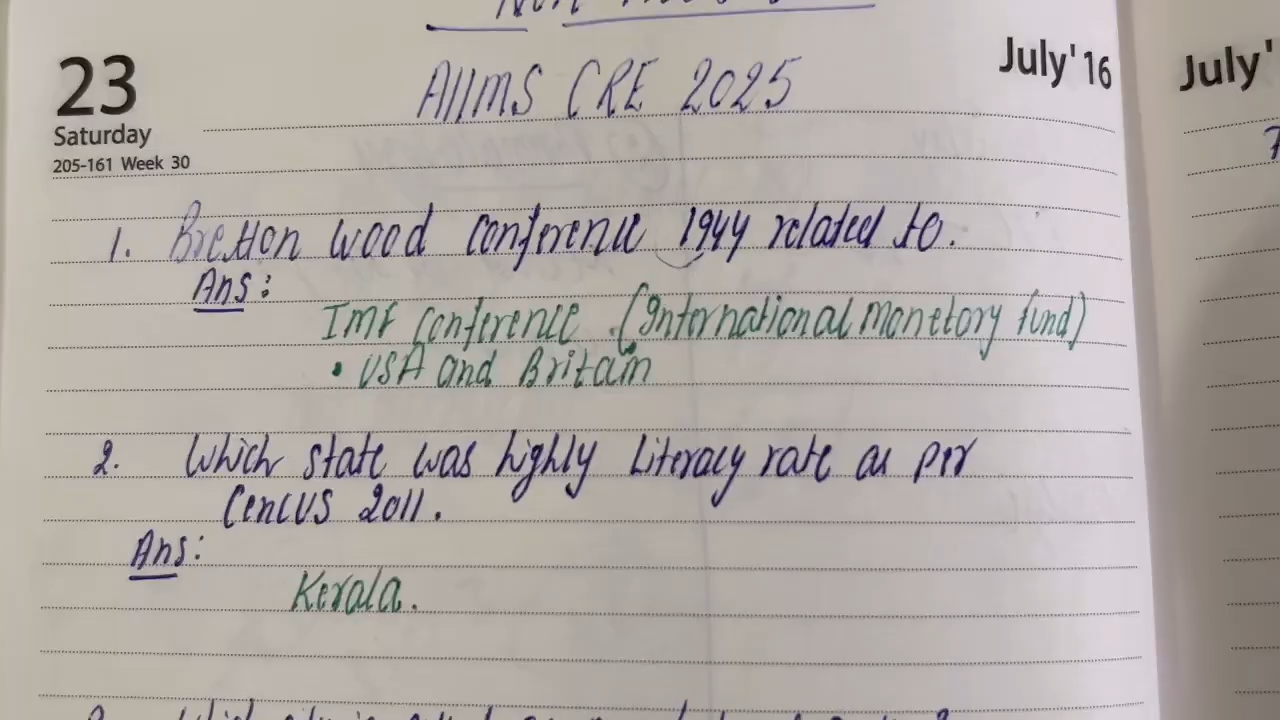 23
Saturday
205-161 Week 30
July'16
July'
AIIMS CRE 2025
1. Bretton wood conference 1944 related to.
Ans:
IMF conference (International monetary fund)
• USA and Britain
2. Which state was highly Literacy rate as per
Cencus 2011.
Ans:
Kerala.